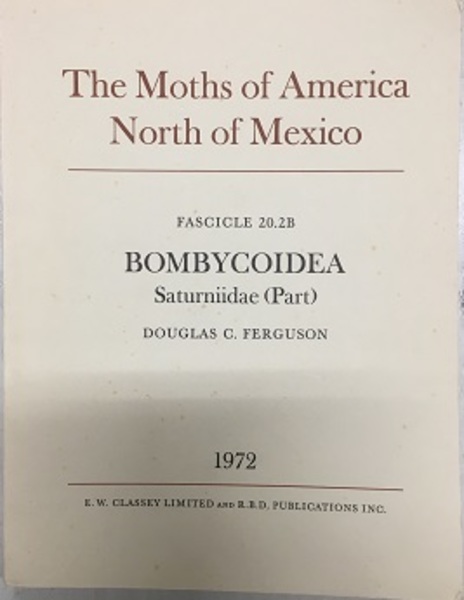 The Moths of America
North of Mexico
FASCICLE 20.2B
BOMBYCOIDEA
Saturniidae (Part)
DOUGLAS C. FERGUSON
1972
E. W. CLASSEY LIMITED AND R.B.D. PUBLICATIONS INC.